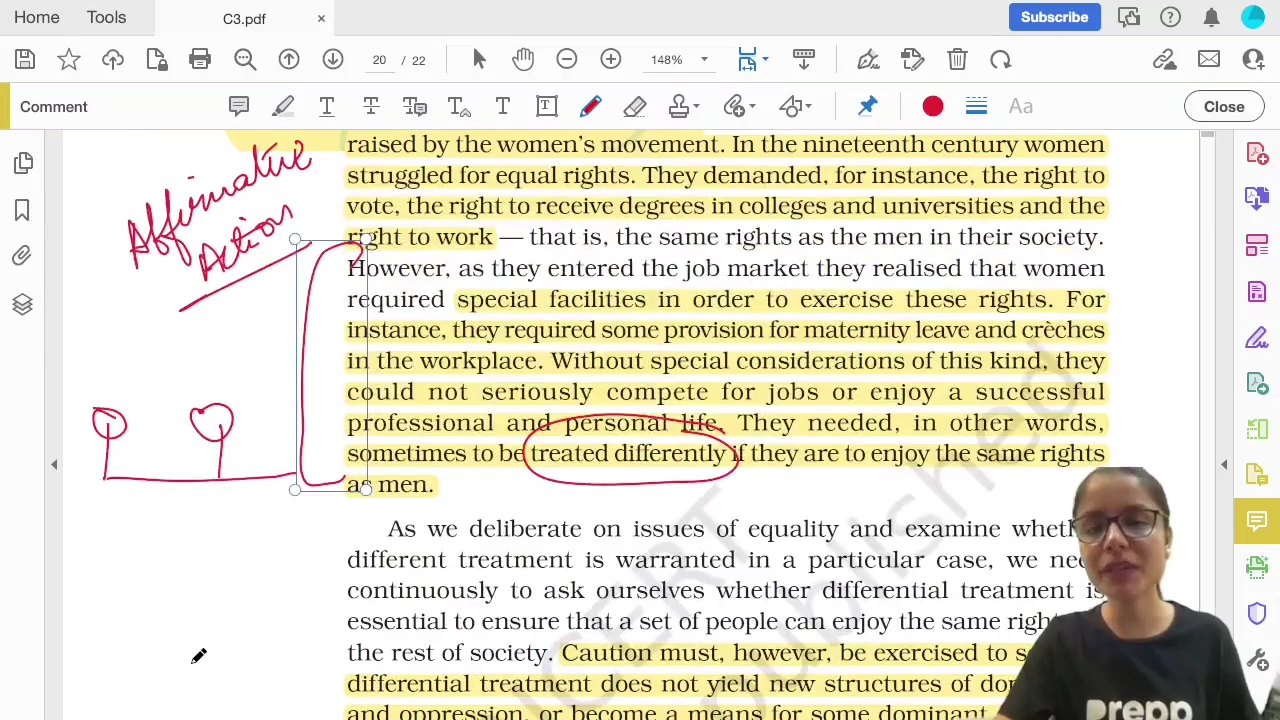 Home Tools C3.pdf × Subscribe
20 / 22 148%
Comment Aa Close
raised by the women's movement. In the nineteenth century women
struggled for equal rights. They demanded, for instance, the right to
vote, the right to receive degrees in colleges and universities and the
right to work — that is, the same rights as the men in their society.
However, as they entered the job market they realised that women
required special facilities in order to exercise these rights. For
instance, they required some provision for maternity leave and crèches
in the workplace. Without special considerations of this kind, they
could not seriously compete for jobs or enjoy a successful
professional and personal life. They needed, in other words,
sometimes to be treated differently if they are to enjoy the same rights
as men.
Affirmative
Action
As we deliberate on issues of equality and examine
different treatment is warranted in a particular case, we
continuously to ask ourselves whether differential treatment is
essential to ensure that a set of people can enjoy the same
the rest of society. Caution must, however, be exercised to
differential treatment does not yield new structures of
and oppression, or become a means for some dominant
prepp
published